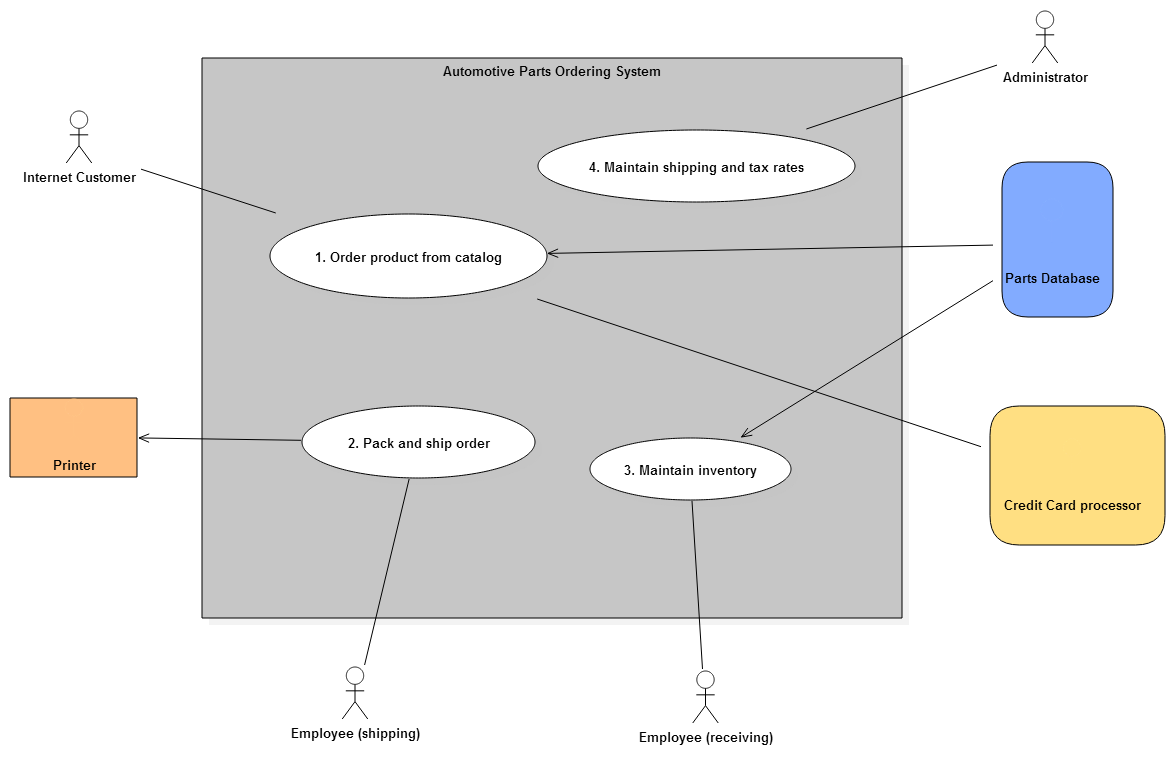 Automotive Parts Ordering System
Administrator
Internet Customer
4. Maintain shipping and tax rates
1. Order product from catalog
Parts Database
2. Pack and ship order
Printer
3. Maintain inventory
Credit Card processor
Employee (shipping)
Employee (receiving)